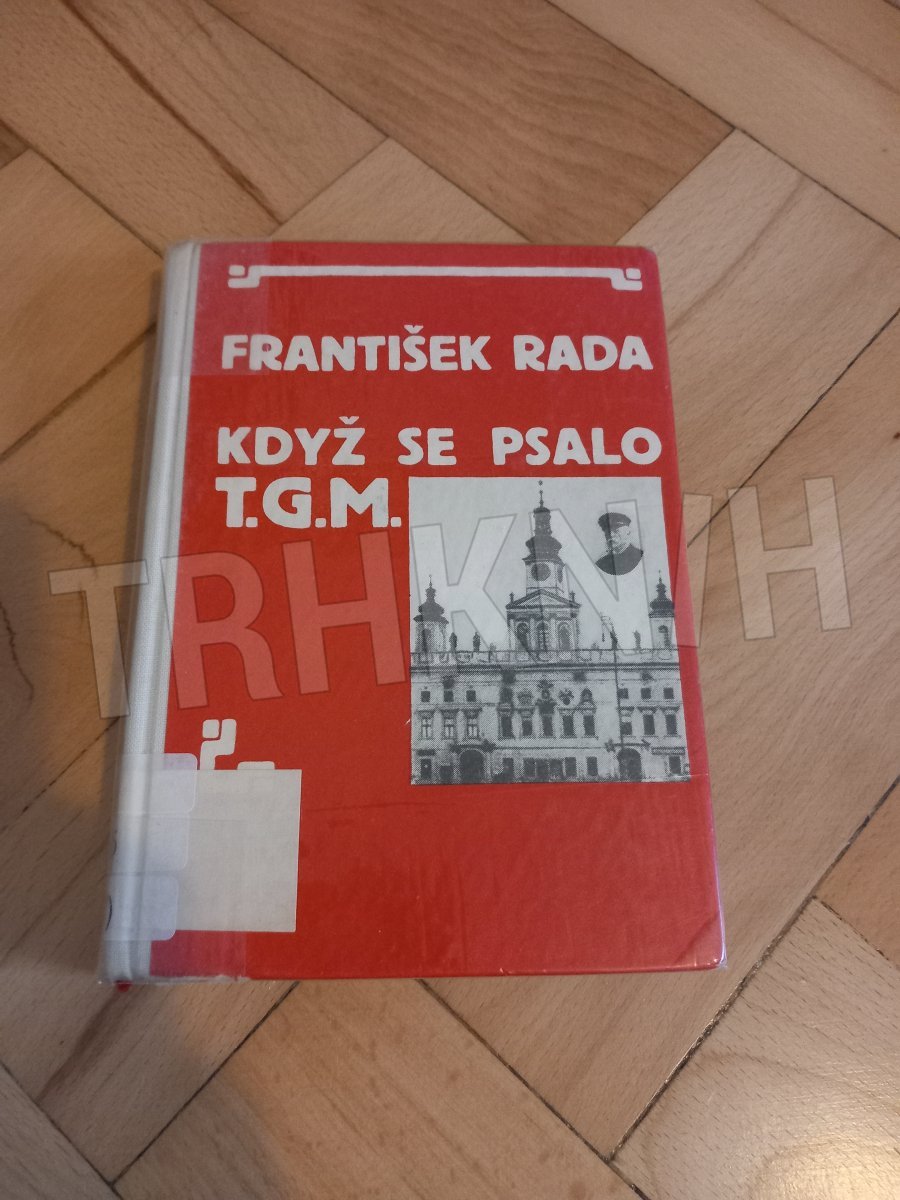 FRANTIŠEK RADA
KDYŽ SE PSALO
T.G.M.
TRHKNIH